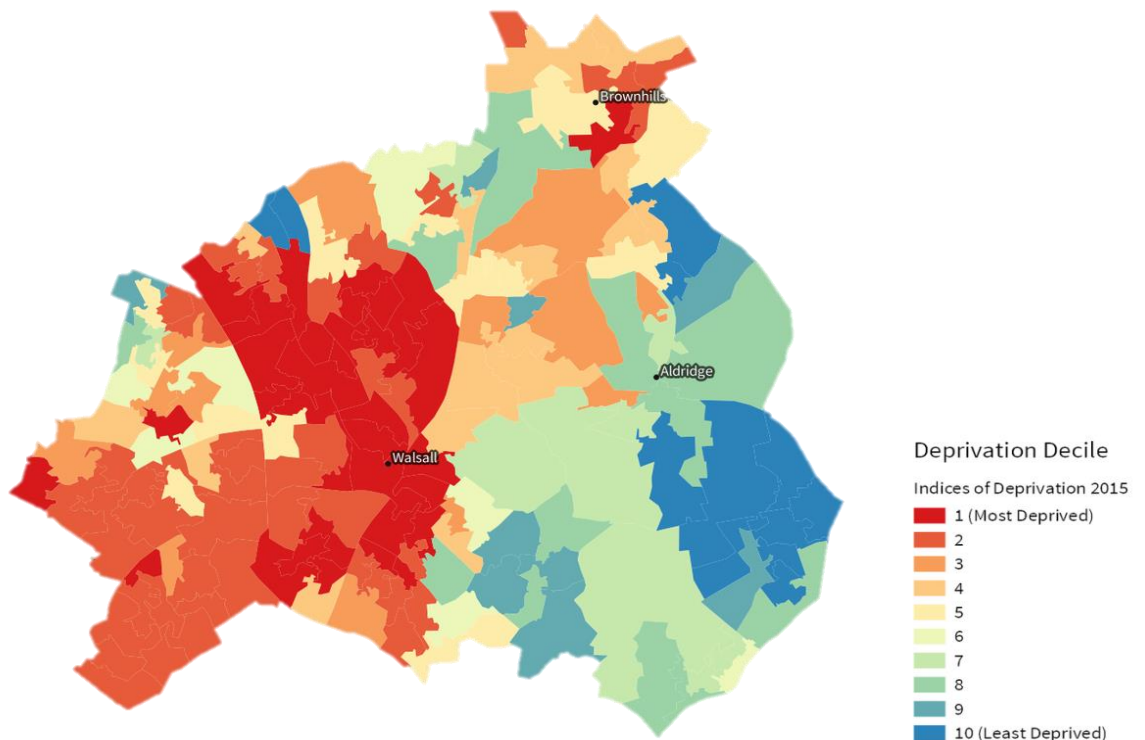 Brownhills
Aldridge
Walsall
Deprivation Decile
Indices of Deprivation 2015
1 (Most Deprived)
2
3
4
5
6
7
8
9
10 (Least Deprived)